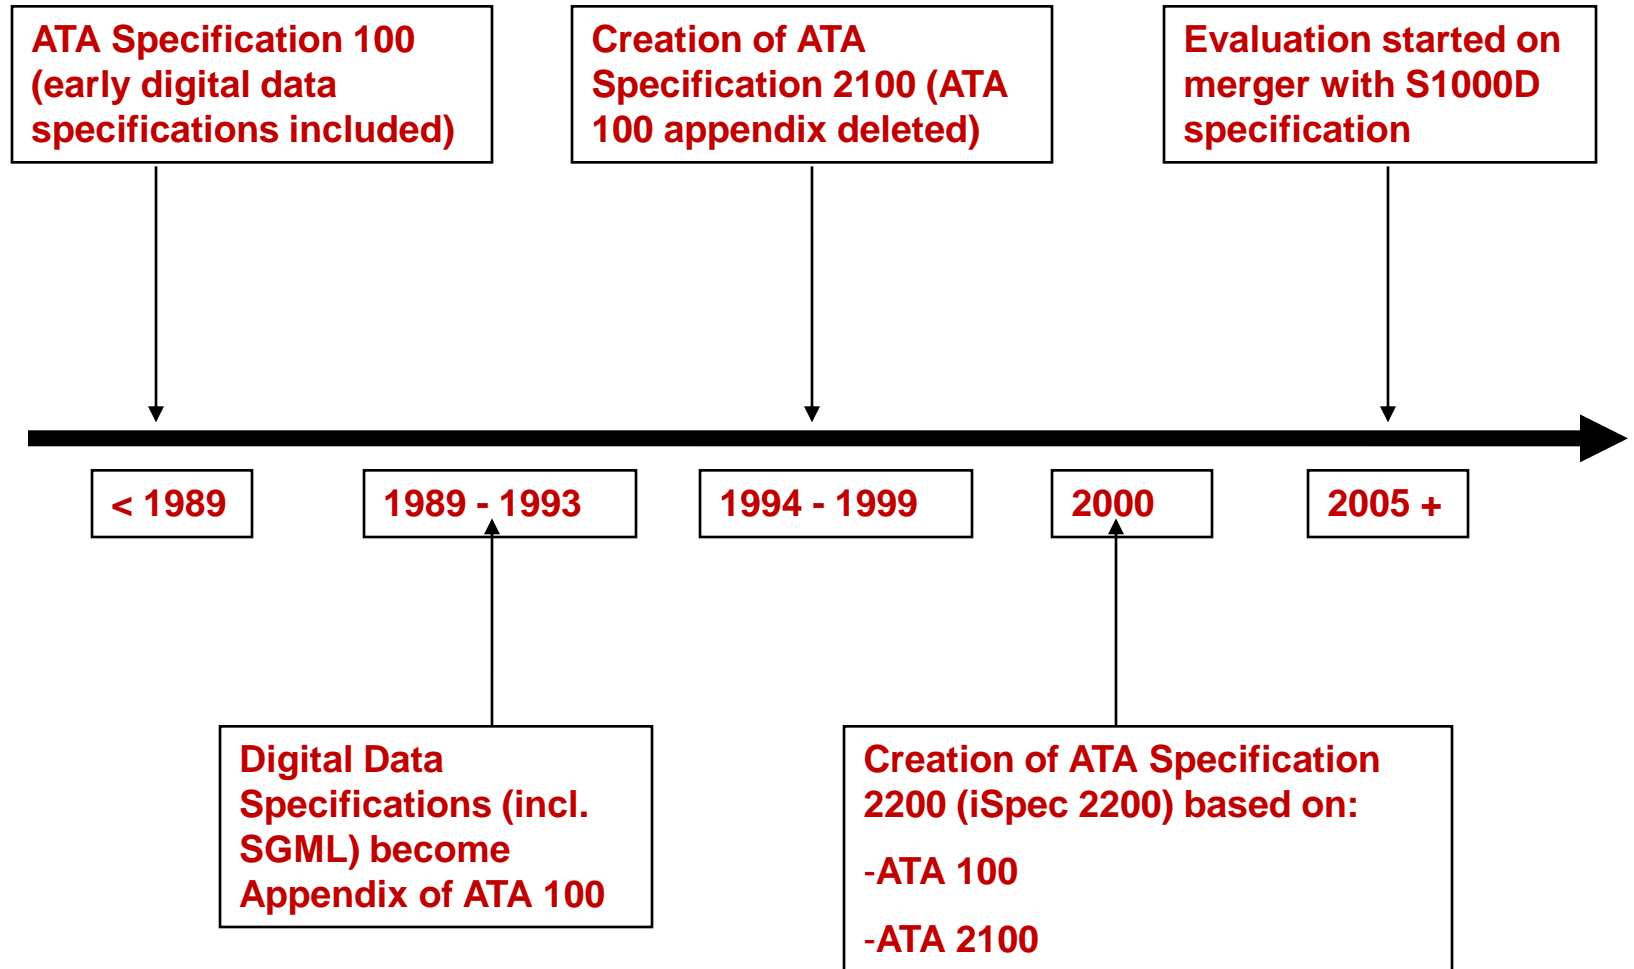 ATA Specification 100
(early digital data
specifications included)
Creation of ATA
Specification 2100 (ATA
100 appendix deleted)
Evaluation started on
merger with S1000D
specification
< 1989
1989 - 1993
1994 - 1999
2000
2005 +
Digital Data
Specifications (incl.
SGML) become
Appendix of ATA 100
Creation of ATA Specification
2200 (iSpec 2200) based on:
-ATA 100
-ATA 2100